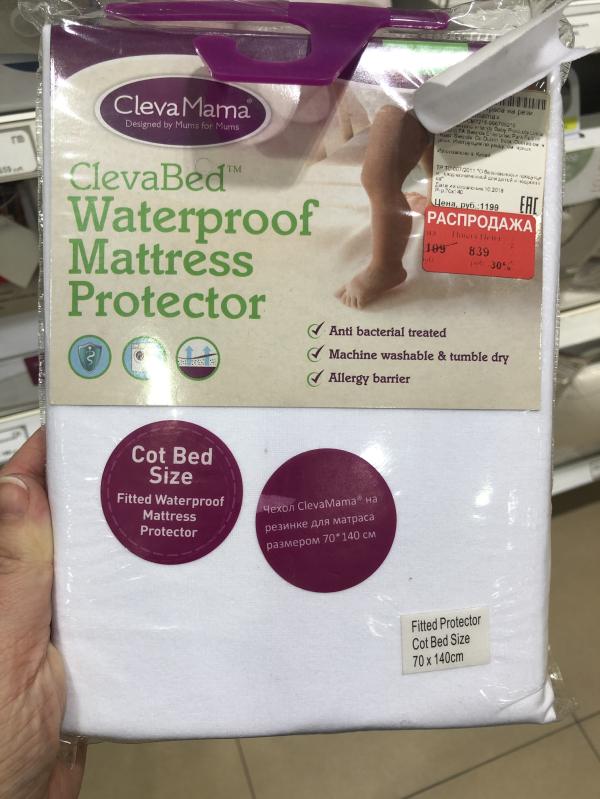 ClevaMama®
Designed by Mums for Mums
ClevaBed™
Waterproof
Mattress
Protector
Цена, руб.:1199
EAC
РАСПРОДАЖА
839
-30%
Anti bacterial treated
Machine washable & tumble dry
Allergy barrier
Cot Bed
Size
Fitted Waterproof
Mattress
Protector
Чехол ClevaMama® на
резинке для матраса
размером 70*140 см
Fitted Protector
Cot Bed Size
70 x 140cm